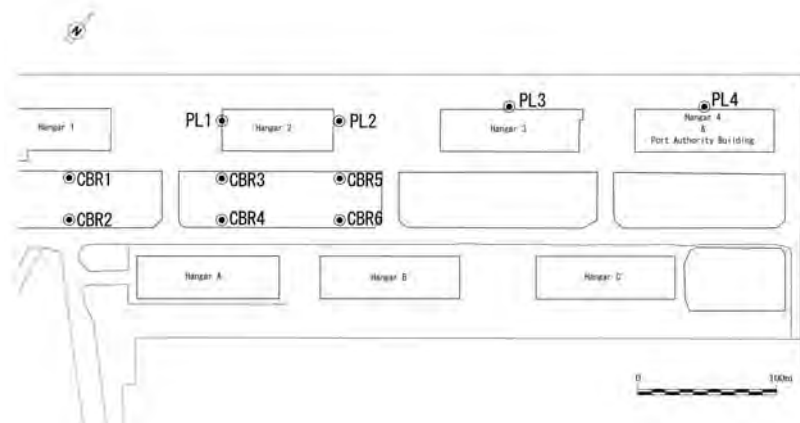 N
PL3
PL4
PL1
PL2
Hangar 1
Hangar 2
Hangar 3
Hangar 4
&
Port Authority Building
CBR1
CBR3
CBR5
CBR2
CBR4
CBR6
Hangar A
Hangar B
Hangar C
0
100m